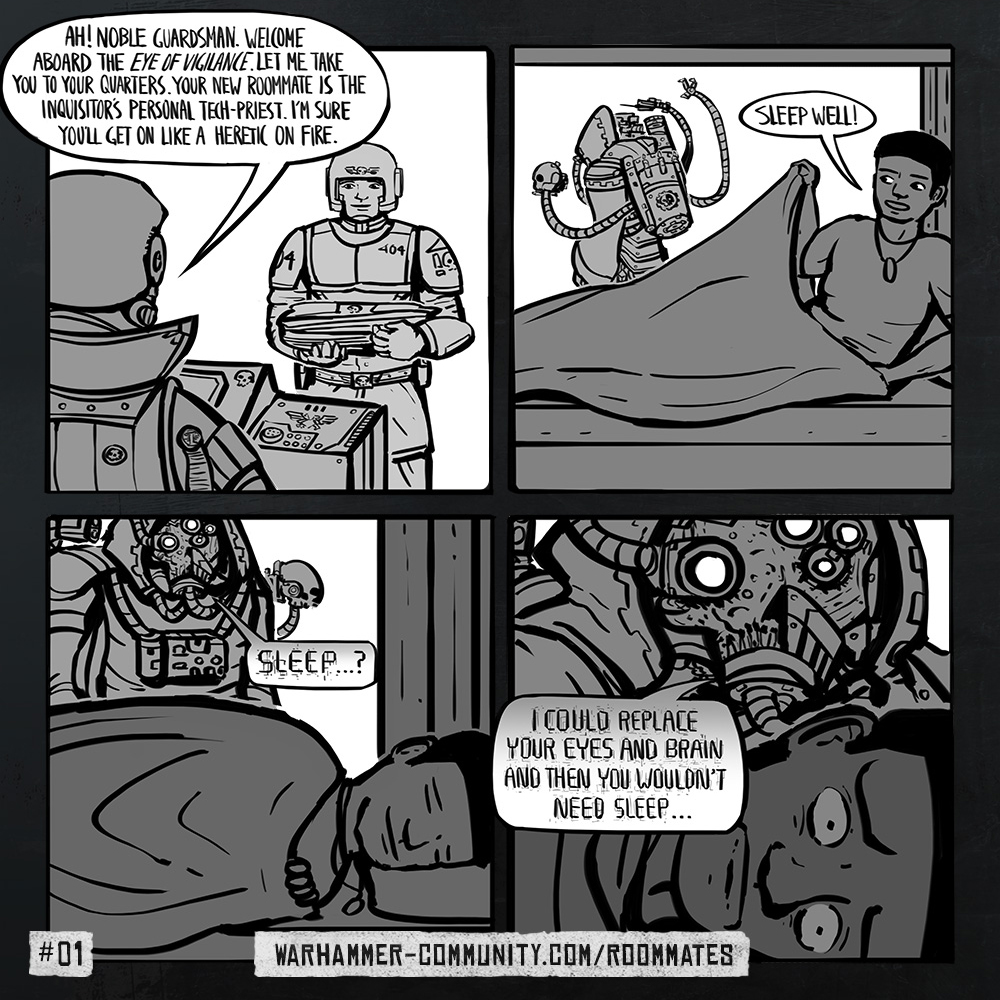 AH! NOBLE GUARDSMAN. WELCOME
ABOARD THE EYE OF VIGILANCE. LET ME TAKE
YOU TO YOUR QUARTERS. YOUR NEW ROOMMATE IS THE
INQUISITOR'S PERSONAL TECH-PRIEST. I'M SURE
YOU'LL GET ON LIKE A HERETIC ON FIRE.
404
04
SLEEP WELL!
SLEEP...?
I COULD REPLACE
YOUR EYES AND BRAIN
AND THEN YOU WOULDN'T
NEED SLEEP...
#01
WARHAMMER-COMMUNITY.COM/ROOMMATES